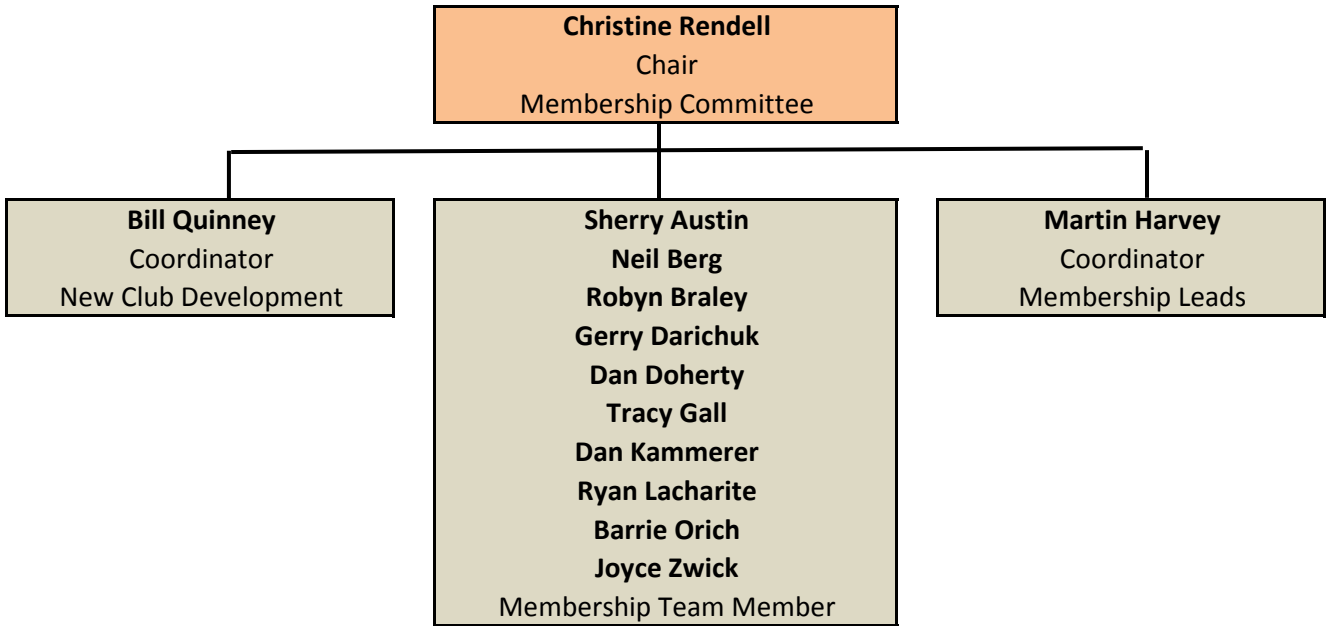 Christine Rendell
Chair
Membership Committee
Bill Quinney
Coordinator
New Club Development
Sherry Austin
Neil Berg
Robyn Braley
Gerry Darichuk
Dan Doherty
Tracy Gall
Dan Kammerer
Ryan Lacharite
Barrie Orich
Joyce Zwick
Membership Team Member
Martin Harvey
Coordinator
Membership Leads